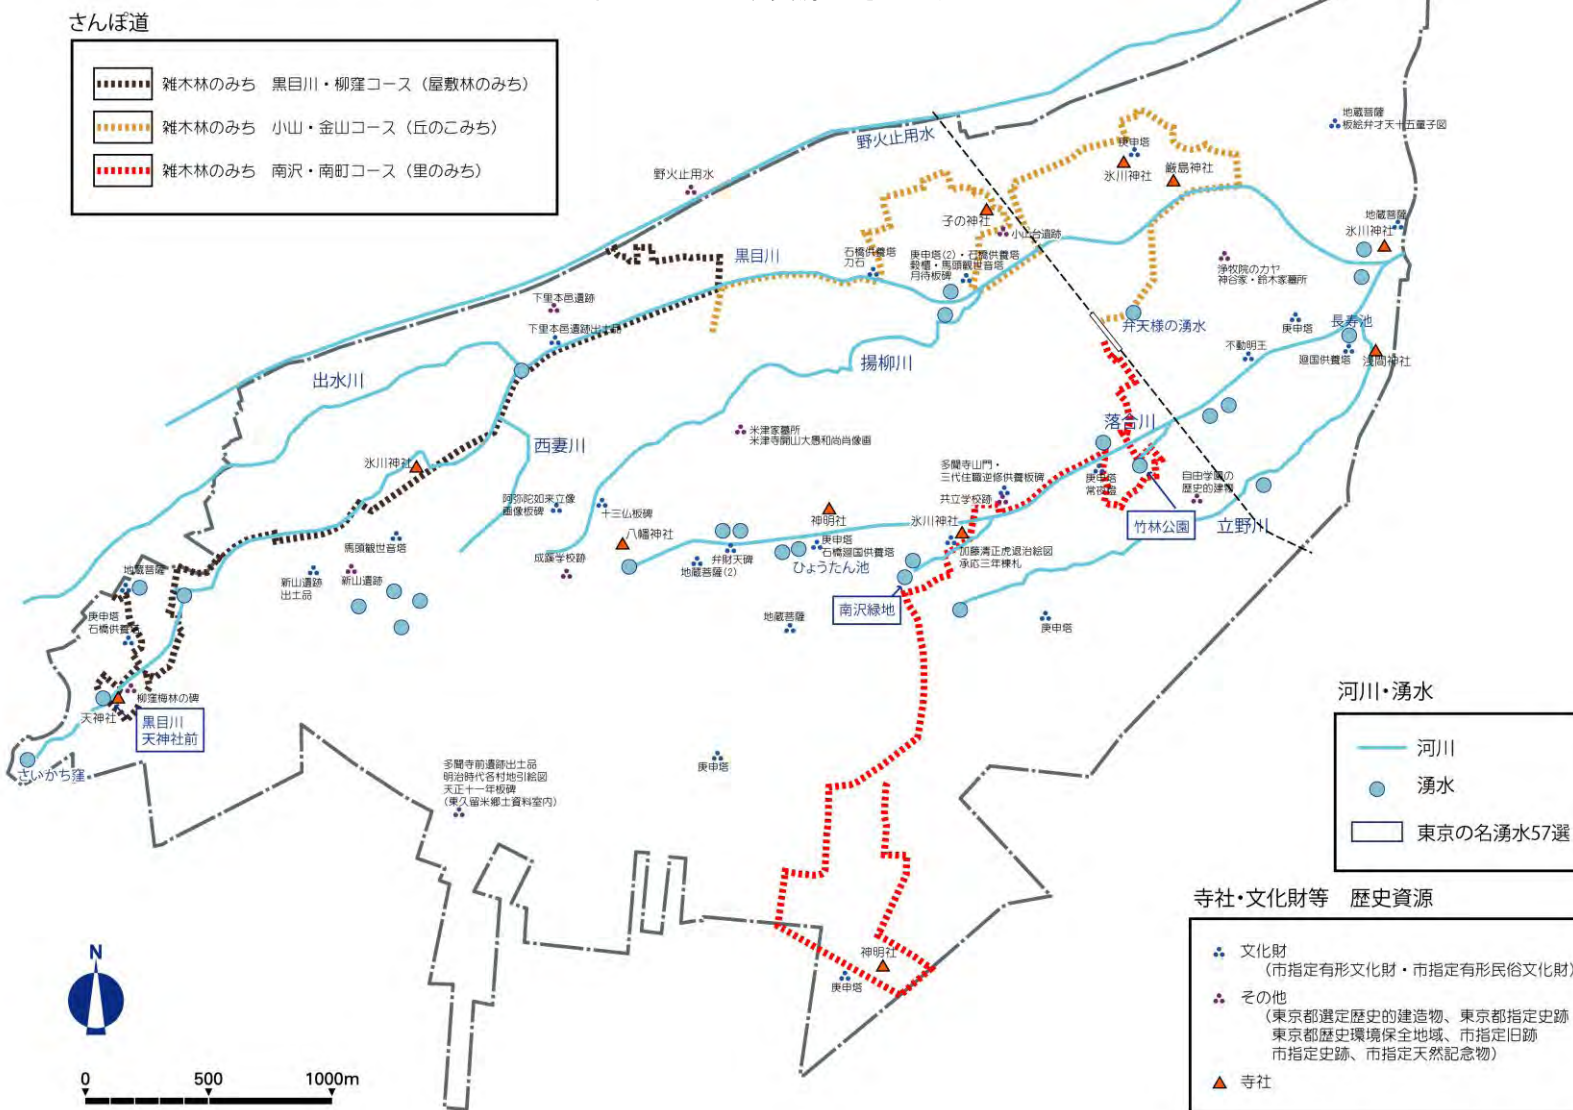 さんぽ道
雑木林のみち 黒目川・柳窪コース（屋敷林のみち）
雑木林のみち 小山・金山コース（丘のこみち）
雑木林のみち 南沢・南町コース（里のみち）
野火止用水
野火止用水
地蔵菩薩
板絵弁才天十五童子図
庚申塔
氷川神社
厳島神社
子の神社
小山台遺跡
地蔵菩薩
氷川神社
黒目川
石橋供養塔
力石
庚申塔(2)・石橋供養塔
穀櫃・馬頭観世音塔
月待板碑
浄牧院のカヤ
神谷家・鈴木家墓所
下里本邑遺跡
下里本邑遺跡出土品
弁天様の湧水
庚申塔
長寿池
不動明王
廻国供養塔
浅間神社
出水川
揚柳川
落合川
西妻川
米津家墓所
米津寺開山大愚和尚肖像画
氷川神社
多聞寺山門・
三代住職逆修供養板碑
共立学校跡
庚申塔
常夜燈
自由学園の
歴史的建物
竹林公園
立野川
阿弥陀如来立像
画像板碑
十三仏板碑
八幡神社
神明社
氷川神社
馬頭観世音塔
成蹊学校跡
弁財天碑
地蔵菩薩(2)
庚申塔
石橋廻国供養塔
ひょうたん池
加藤清正虎退治絵図
承応三年棟札
地蔵菩薩
新山遺跡
出土品
新山遺跡
庚申塔
石橋供養塔
南沢緑地
地蔵菩薩
庚申塔
柳窪梅林の碑
天神社
黒目川
天神社前
さいかち窪
多聞寺前遺跡出土品
明治時代各村地引絵図
天正十一年板碑
（東久留米郷土資料室内）
庚申塔
神明社
庚申塔
N
0 500 1000m
河川・湧水
河川
湧水
東京の名湧水57選
寺社・文化財等 歴史資源
文化財
（市指定有形文化財・市指定有形民俗文化財）
その他
（東京都選定歴史的建造物、東京都指定史跡
東京都歴史環境保全地域、市指定旧跡
市指定史跡、市指定天然記念物）
寺社